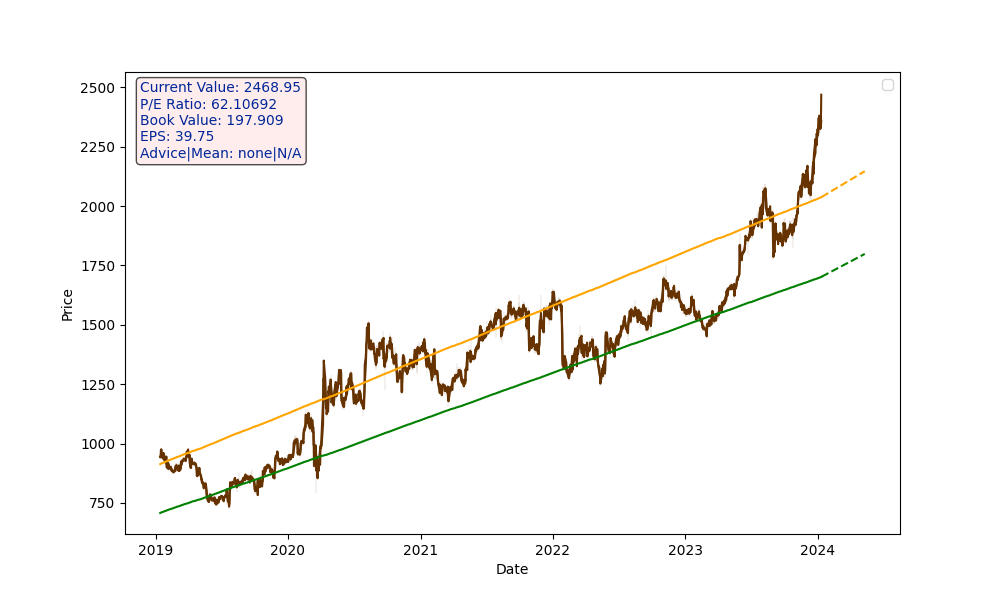 Current Value: 2468.95
P/E Ratio: 62.10692
Book Value: 197.909
EPS: 39.75
Advice|Mean: none|N/A
2500
2250
2000
1750
1500
1250
1000
750
Price
2019 2020 2021 2022 2023 2024
Date